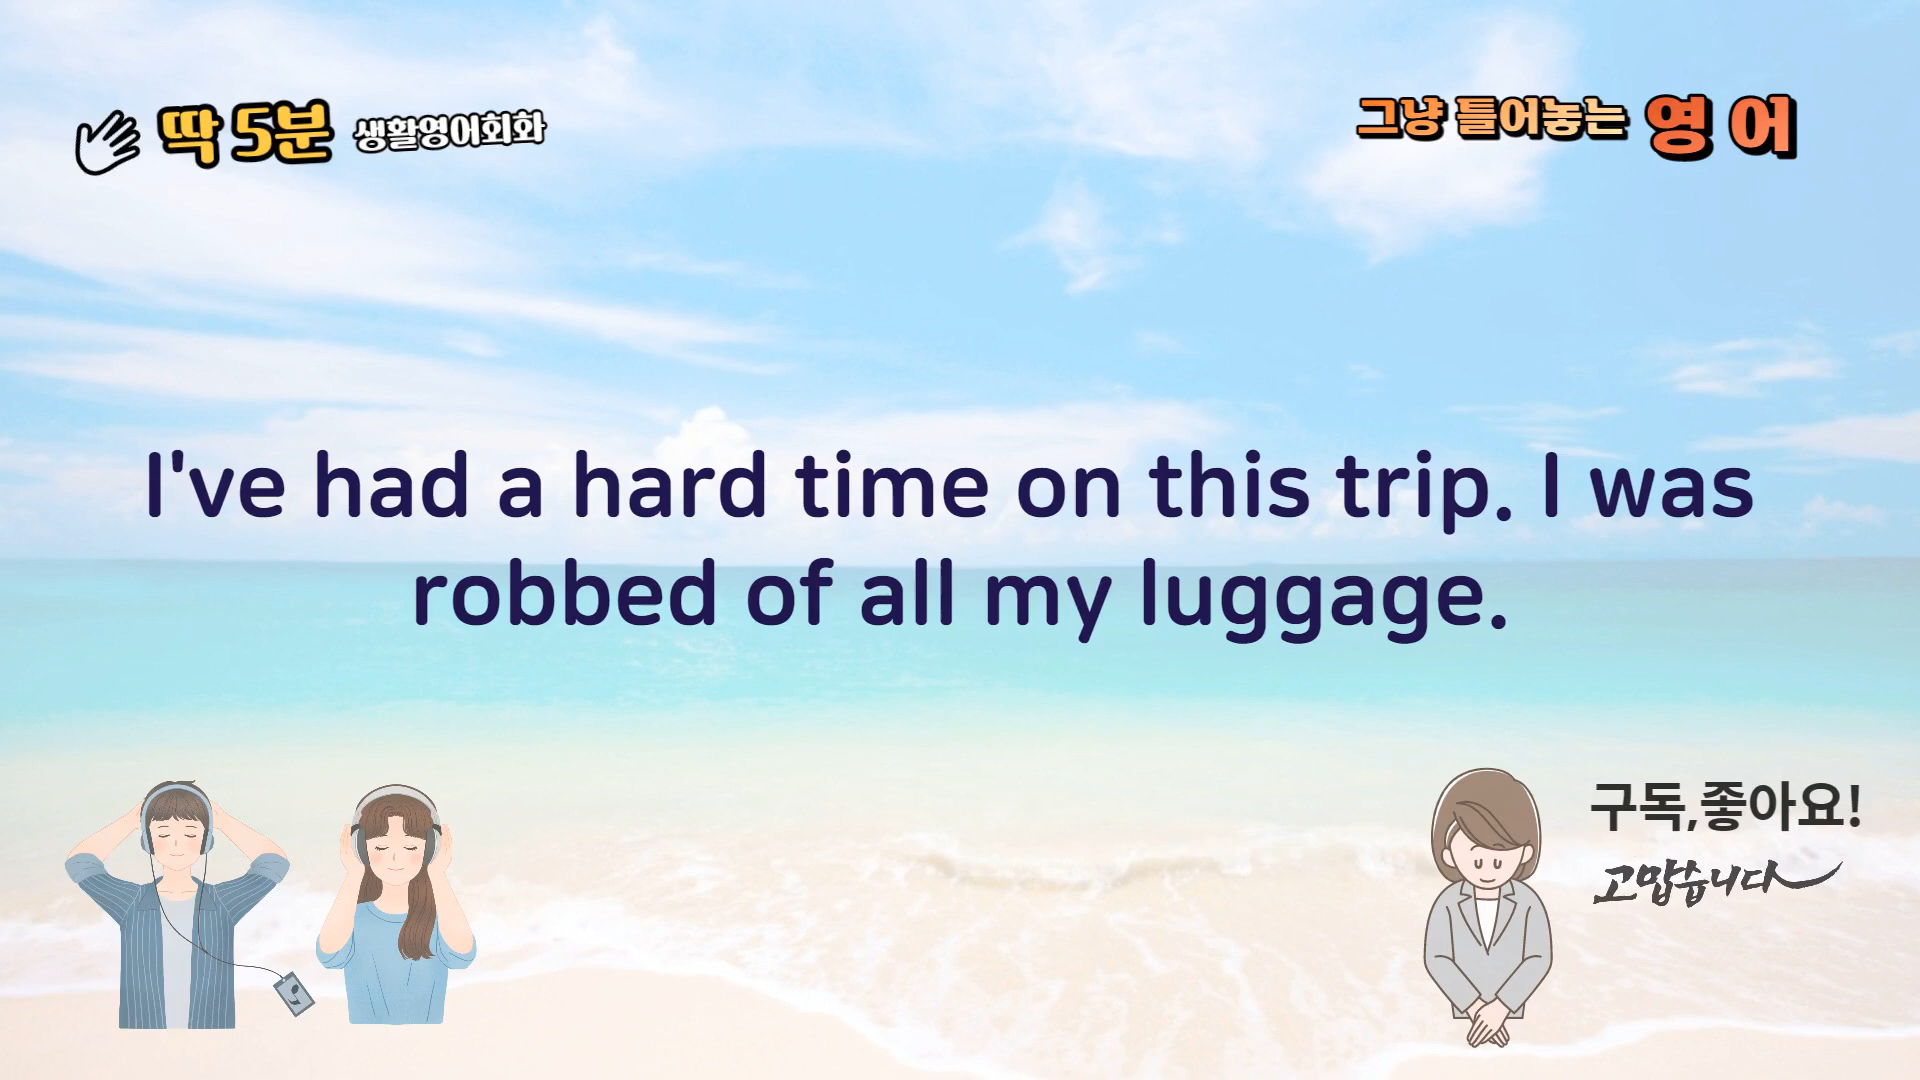 딱 5분 생활영어회화
그냥 틀어놓는 영어
I've had a hard time on this trip. I was
robbed of all my luggage.
구독,좋아요!
고맙습니다